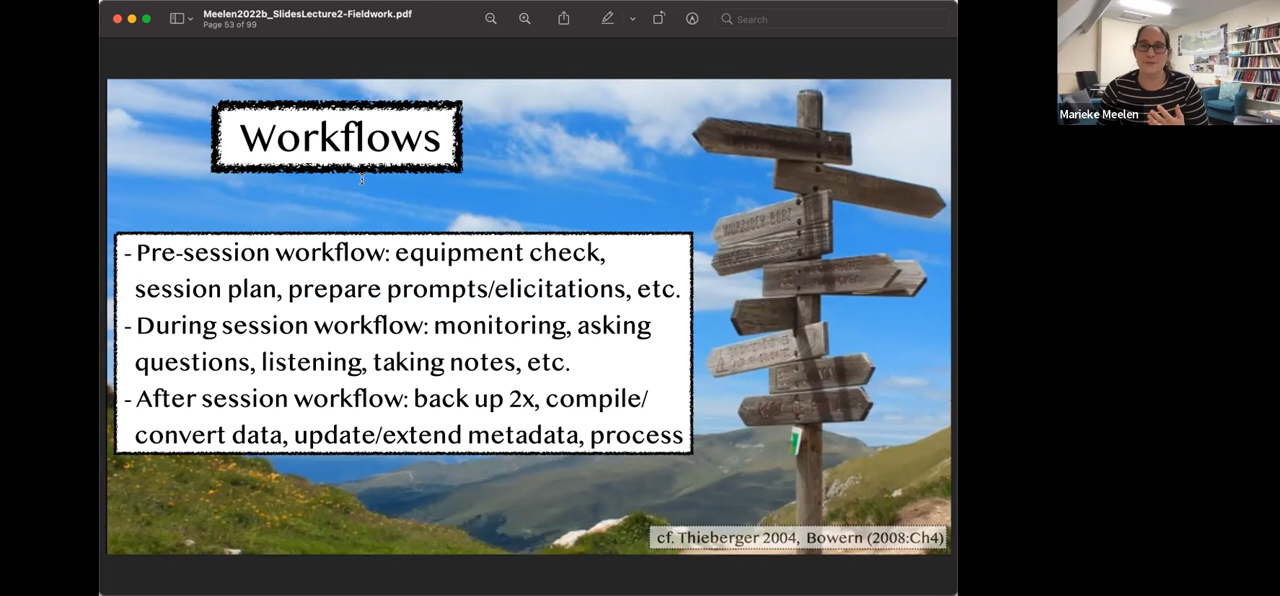 Meelen2022b_SlidesLecture2-Fieldwork.pdf
Page 53 of 99
Search
Marieke Meelen
Workflows
- Pre-session workflow: equipment check,
session plan, prepare prompts/elicitations, etc.
- During session workflow: monitoring, asking
questions, listening, taking notes, etc.
- After session workflow: back up 2x, compile/
convert data, update/extend metadata, process
cf. Thieberger 2004, Bowern (2008:Ch4)